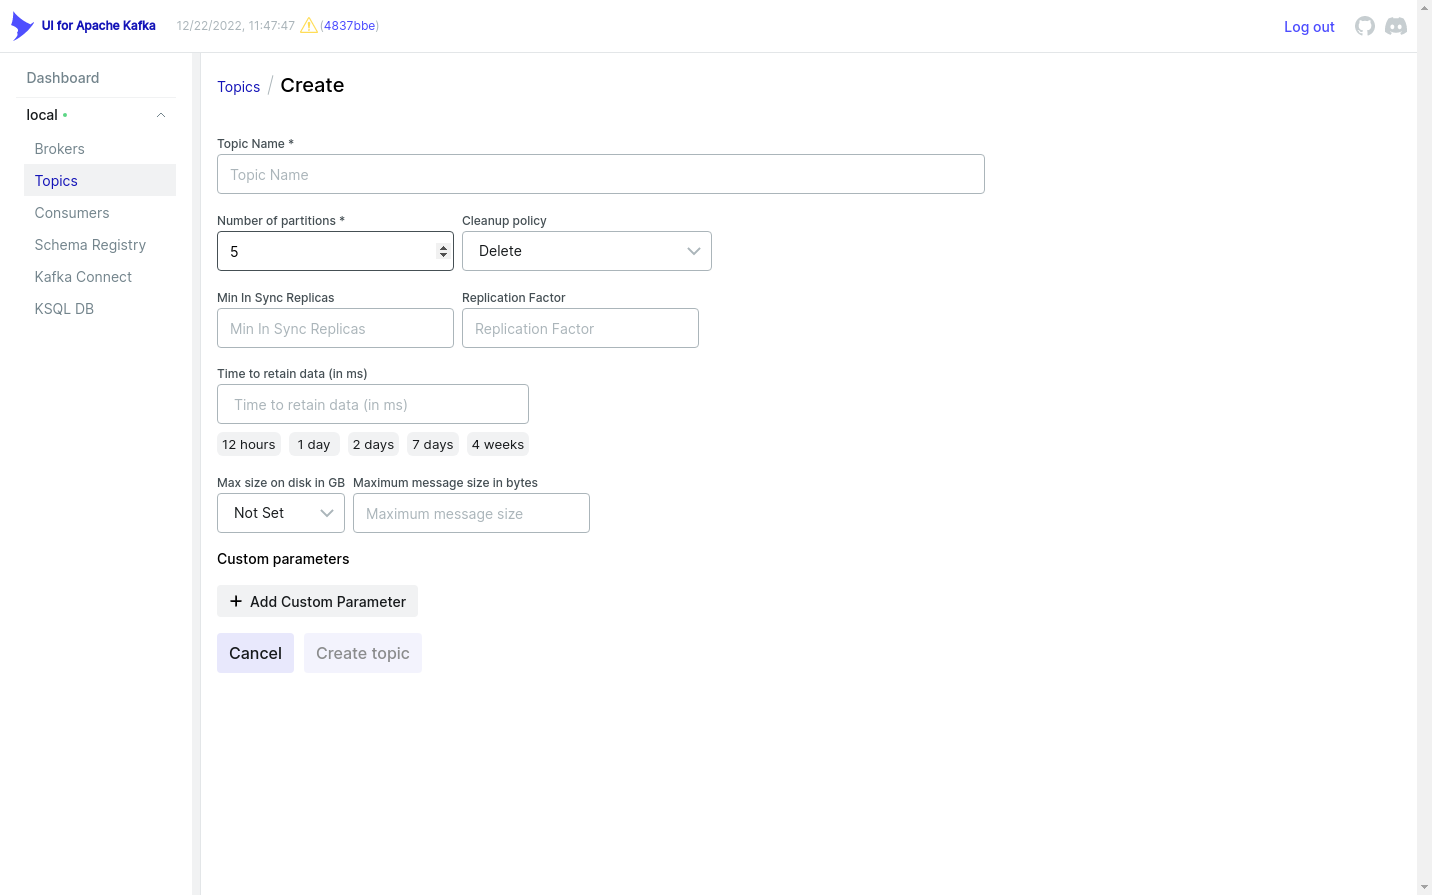 UI for Apache Kafka 12/22/2022, 11:47:47 (4837bbe) Log out
Dashboard
local
Brokers
Topics
Consumers
Schema Registry
Kafka Connect
KSQL DB
Topics / Create
Topic Name *
Topic Name
Number of partitions * Cleanup policy
5 Delete
Min In Sync Replicas Replication Factor
Min In Sync Replicas Replication Factor
Time to retain data (in ms)
Time to retain data (in ms)
12 hours 1 day 2 days 7 days 4 weeks
Max size on disk in GB Maximum message size in bytes
Not Set Maximum message size
Custom parameters
+ Add Custom Parameter
Cancel Create topic